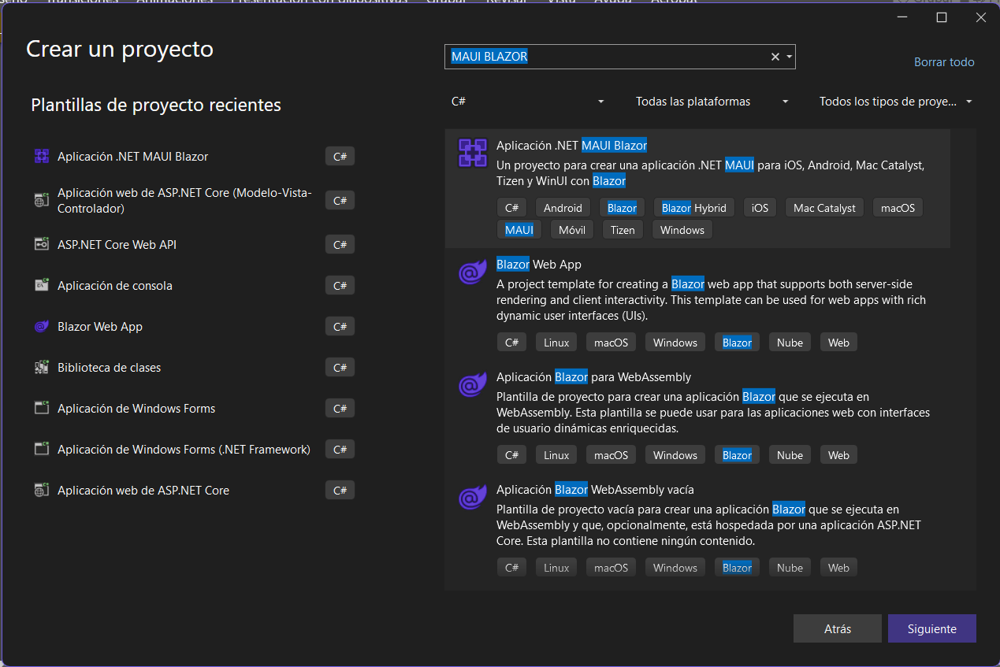 Transiciones
Animaciones
Presentación con diapositivas
Grabar
Revisar
Vista
Ayuda
Acrobat
Crear un proyecto
MAUI BLAZOR
Borrar todo
C#
Todas las plataformas
Todos los tipos de proye...
Plantillas de proyecto recientes
Aplicación .NET MAUI Blazor
C#
Aplicación web de ASP.NET Core (Modelo-Vista-
Controlador)
C#
ASP.NET Core Web API
C#
Aplicación de consola
C#
Blazor Web App
C#
Biblioteca de clases
C#
Aplicación de Windows Forms
C#
Aplicación de Windows Forms (.NET Framework)
C#
Aplicación web de ASP.NET Core
C#
Aplicación .NET MAUI Blazor
Un proyecto para crear una aplicación .NET MAUI para iOS, Android, Mac Catalyst,
Tizen y WinUI con Blazor
C# Android Blazor Blazor Hybrid iOS Mac Catalyst macOS
MAUI Móvil Tizen Windows
Blazor Web App
A project template for creating a Blazor web app that supports both server-side
rendering and client interactivity. This template can be used for web apps with rich
dynamic user interfaces (UIs).
C# Linux macOS Windows Blazor Nube Web
Aplicación Blazor para WebAssembly
Plantilla de proyecto para crear una aplicación Blazor que se ejecuta en
WebAssembly. Esta plantilla se puede usar para las aplicaciones web con interfaces
de usuario dinámicas enriquecidas.
C# Linux macOS Windows Blazor Nube Web
Aplicación Blazor WebAssembly vacía
Plantilla de proyecto vacía para crear una aplicación Blazor que se ejecuta en
WebAssembly y que, opcionalmente, está hospedada por una aplicación ASP.NET
Core. Esta plantilla no contiene ningún contenido.
C# Linux macOS Windows Blazor Nube Web
Atrás
Siguiente